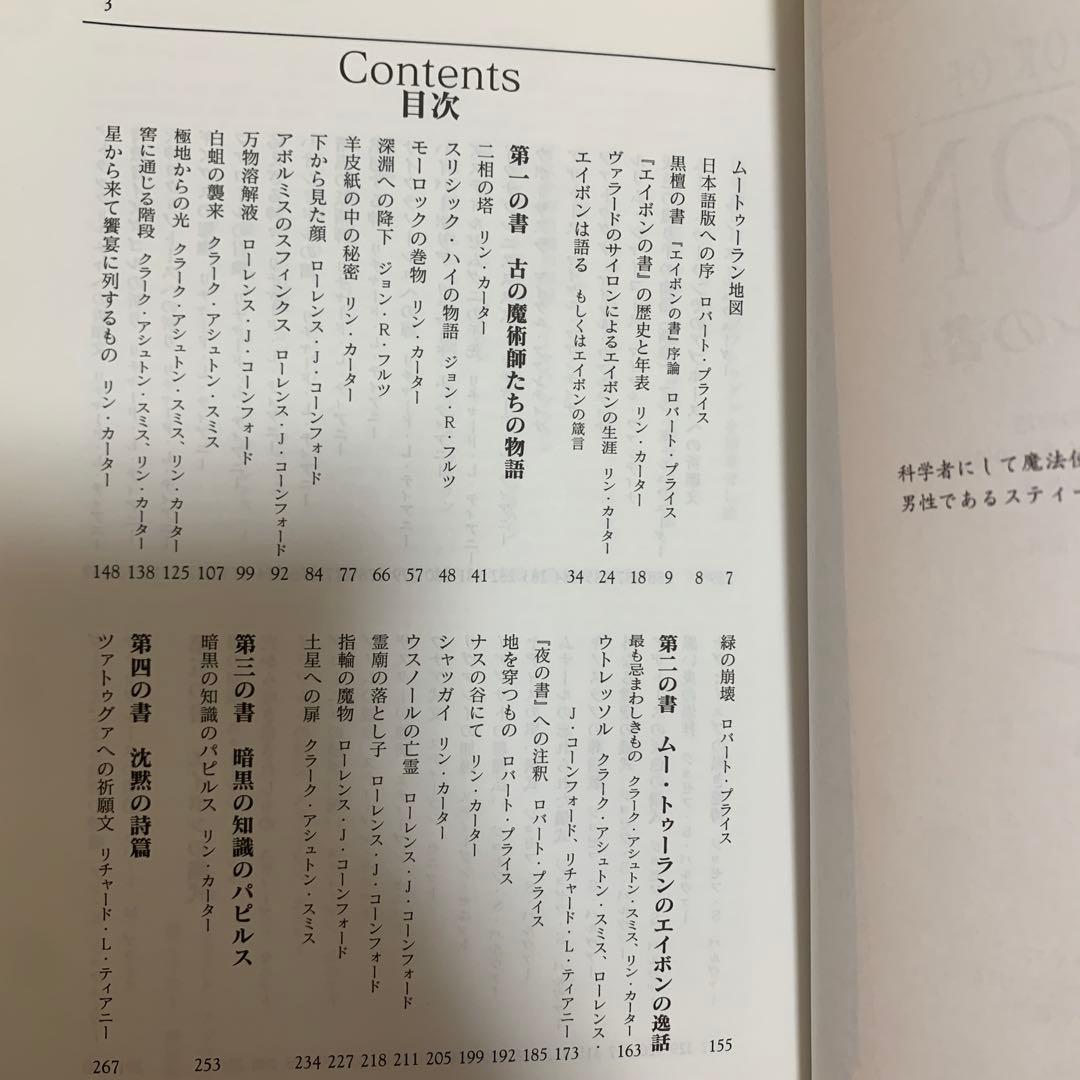 3
Contents
目次
ムートゥーラン地図 7
日本語版への序 ロバート・プライス 8
黒檀の書 『エイボンの書』序論 ロバート・プライス 9
『エイボンの書』の歴史と年表 リン・カーター 18
ヴァラードのサイロンによるエイボンの生涯 リン・カーター 24
エイボンは語る もしくはエイボンの箴言 34
第一の書 古の魔術師たちの物語
二相の塔 リン・カーター 41
スリシック・ハイの物語 ジョン・R・フルツ 48
モーロックの巻物 リン・カーター 57
深淵への降下 ジョン・R・フルツ 66
羊皮紙の中の秘密 リン・カーター 77
下から見た顔 ローレンス・J・コーンフォード 84
アボルミスのスフィンクス ローレンス・J・コーンフォード 92
万物溶解液 ローレンス・J・コーンフォード 99
白蛆の襲来 クラーク・アシュトン・スミス 107
極地からの光 クラーク・アシュトン・スミス、リン・カーター 125
窖に通じる階段 クラーク・アシュトン・スミス、リン・カーター 138
星から来て饗宴に列するもの リン・カーター 148
緑の崩壊 ロバート・プライス 155
第二の書 ムー・トゥーランのエイボンの逸話
最も忌まわしきもの クラーク・アシュトン・スミス、リン・カーター 163
ウトレッソル クラーク・アシュトン・スミス、ローレンス・
J・コーンフォード、リチャード・L・ティアニー 173
『夜の書』への注釈 ロバート・プライス 185
地を穿つもの ロバート・プライス 192
ナスの谷にて リン・カーター 199
シャッガイ リン・カーター 205
ウスノールの亡霊 ローレンス・J・コーンフォード 211
霊廟の落とし子 ローレンス・J・コーンフォード 218
指輪の魔物 ローレンス・J・コーンフォード 227
土星への扉 クラーク・アシュトン・スミス 234
第三の書 暗黒の知識のパピルス
暗黒の知識のパピルス リン・カーター 253
第四の書 沈黙の詩篇
ツァトゥグァへの祈願文 リチャード・L・ティアニー 267
科学者にして魔法使
男性であるスティー